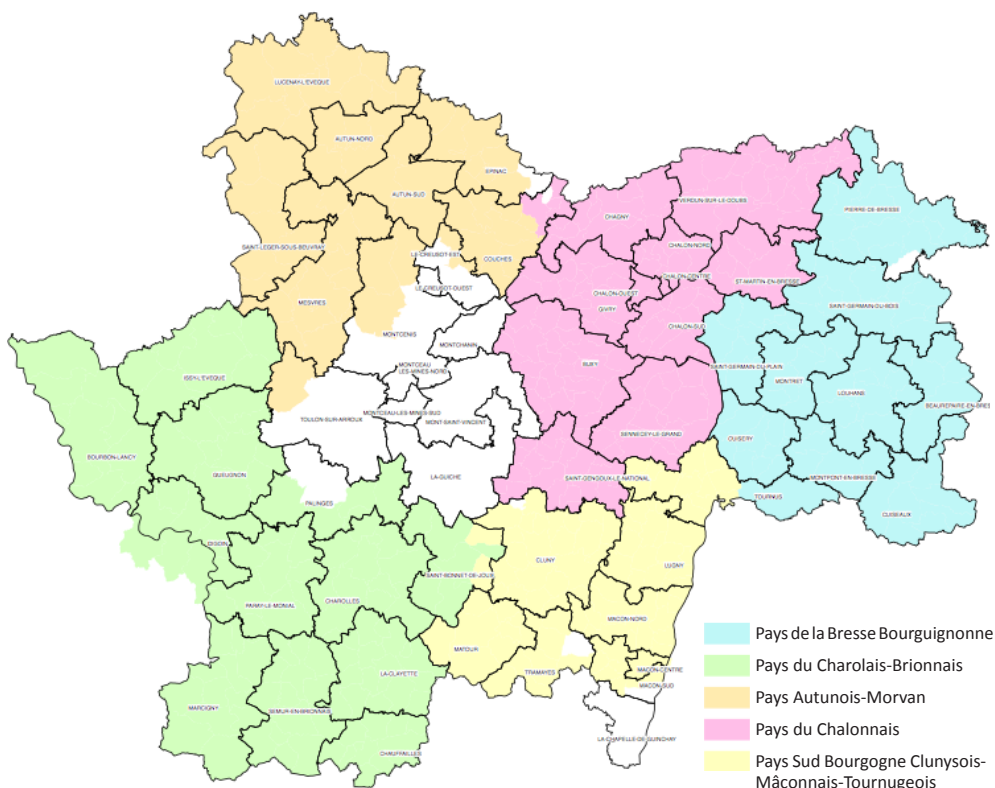 LUCENAY-L'EVEQUE
AUTUN-NORD
EPINAC
AUTUN-SUD
SAINT-LEGER-SOUS-BEUVRAY
COUCHES
LE-CREUSOT-EST
LE-CREUSOT-OUEST
MESVRES
MONTCENIS
MONTCHANIN
MONTCEAU
LES-MINES-NORD
MONTCEAU-LES-MINES-SUD
MONT-SAINT-VINCENT
TOULON-SUR-ARROUX
LA-GUICHE
CHAGNY
VERDUN-SUR-LE-DOUBS
CHALON-NORD
CHALON-CENTRE
ST-MARTIN-EN-BRESSE
CHALON-OUEST
GIVRY
CHALON-SUD
BUXY
SENNECEY-LE-GRAND
SAINT-GENGOUX-LE-NATIONAL
PIERRE-DE-BRESSE
SAINT-GERMAIN-DU-BOIS
SAINT-GERMAIN-DU-PLAIN
MONTRET
LOUHANS
BEAUREPAIRE-EN-BRES
CUISERY
MONTPONT-EN-BRESSE
TOURNUS
CUISEAUX
ISSY-L'EVEQUE
BOURBON-LANCY
GUEUGNON
PALINGES
DIGOIN
SAINT-BONNET-DE-JOUX
PARAY-LE-MONIAL
CHAROLLES
LA-CLAYETTE
MARCIGNY
SEMUR-EN-BRIONNAIS
CHAUFFAILLES
CLUNY
LUGNY
MACON-NORD
MATOUR
TRAMAYES
MACON-CENTRE
MACON-SUD
LA-CHAPELLE-DE-GUINCHAY
Pays de la Bresse Bourguignonne
Pays du Charolais-Brionnais
Pays Autunois-Morvan
Pays du Chalonnais
Pays Sud Bourgogne Clunysois-
Mâconnais-Tournugeois